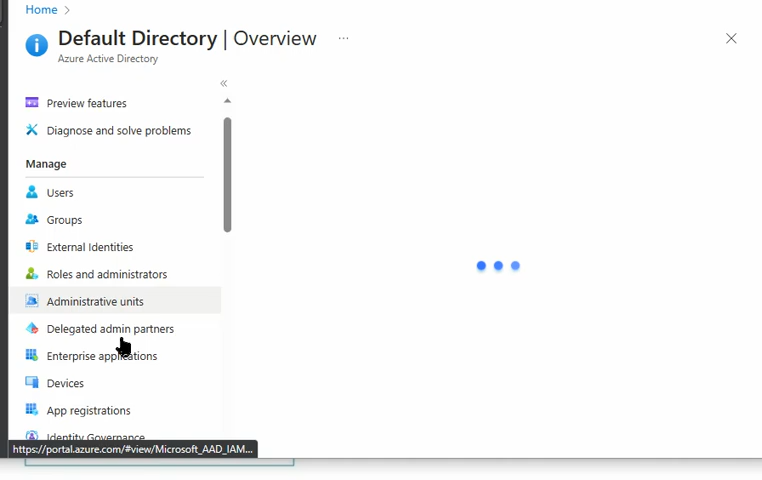 Home >
Default Directory | Overview ...
Azure Active Directory
«
Preview features
Diagnose and solve problems
Manage
Users
Groups
External Identities
Roles and administrators
Administrative units
Delegated admin partners
Enterprise applications
Devices
App registrations
Identity Governance
https://portal.azure.com/#view/Microsoft_AAD_IAM...